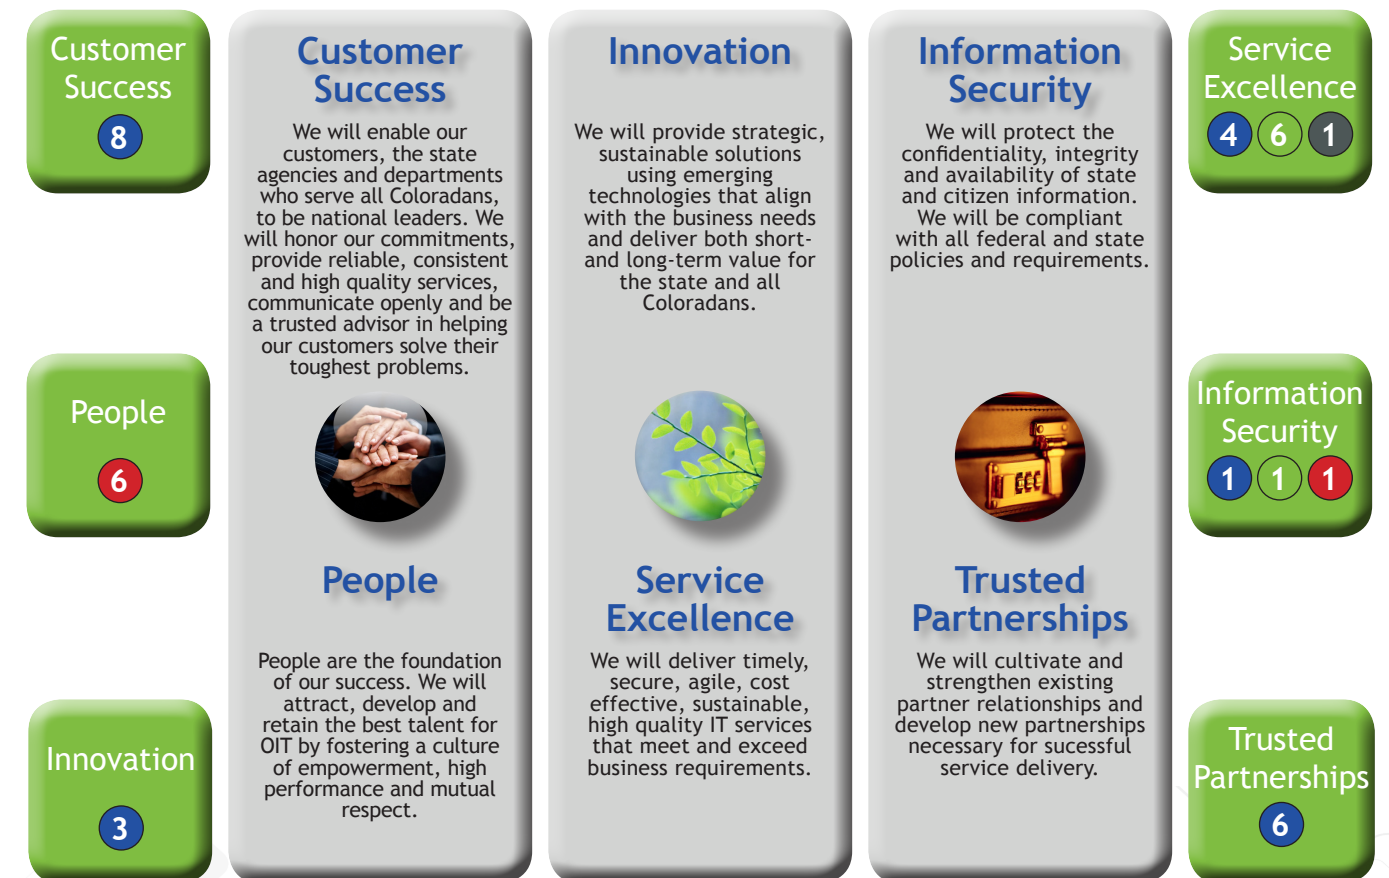 Customer
Success
8
People
6
Innovation
3
Customer
Success
We will enable our
customers, the state
agencies and departments
who serve all Coloradans,
to be national leaders. We
will honor our commitments,
provide reliable, consistent
and high quality services,
communicate openly and be
a trusted advisor in helping
our customers solve their
toughest problems.
People
People are the foundation
of our success. We will
attract, develop and
retain the best talent for
OIT by fostering a culture
of empowerment, high
performance and mutual
respect.
Innovation
We will provide strategic,
sustainable solutions
using emerging
technologies that align
with the business needs
and deliver both short-
and long-term value for
the state and all
Coloradans.
Service
Excellence
We will deliver timely,
secure, agile, cost
effective, sustainable,
high quality IT services
that meet and exceed
business requirements.
Information
Security
We will protect the
confidentiality, integrity
and availability of state
and citizen information.
We will be compliant
with all federal and state
policies and requirements.
Trusted
Partnerships
We will cultivate and
strengthen existing
partner relationships and
develop new partnerships
necessary for sucessful
service delivery.
Service
Excellence
4 6 1
Information
Security
1 1 1
Trusted
Partnerships
6